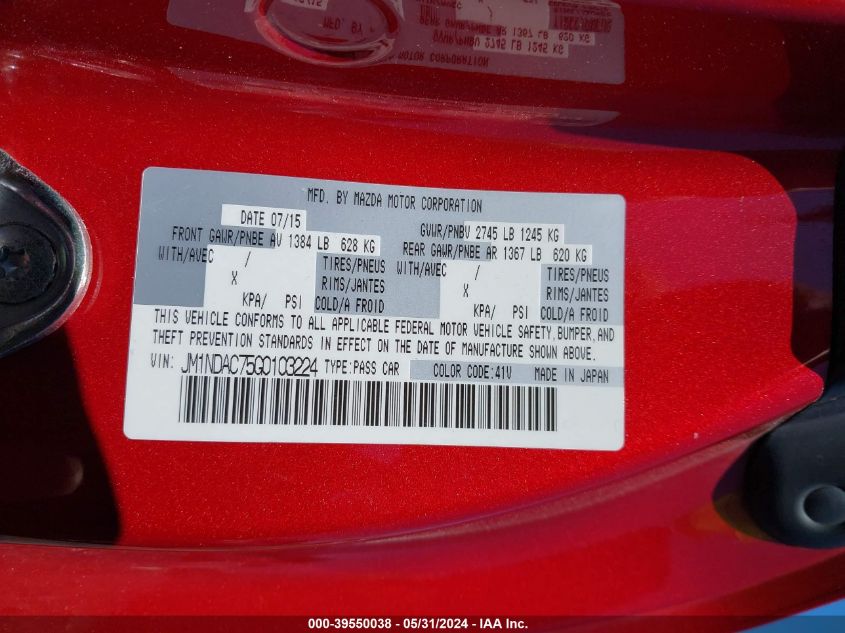 MFD. BY MAZDA MOTOR CORPORATION
DATE 07/15
GVWR/PNBV 2745 LB 1245 KG
FRONT GAWR/PNBE AV 1384 LB 628 KG
REAR GAWR/PNBE AR 1367 LB 620 KG
WITH/AVEC / TIRES/PNEUS WITH/AVEC / TIRES/PNEUS
X RIMS/JANTES X RIMS/JANTES
KPA/ PSI COLD/A FROID KPA/ PSI COLD/A FROID
THIS VEHICLE CONFORMS TO ALL APPLICABLE FEDERAL MOTOR VEHICLE SAFETY, BUMPER, AND
THEFT PREVENTION STANDARDS IN EFFECT ON THE DATE OF MANUFACTURE SHOWN ABOVE.
VIN: JM1NDAC75G0103224 TYPE:PASS CAR COLOR CODE:41V MADE IN JAPAN
000-39550038 - 05/31/2024 - IAA Inc.